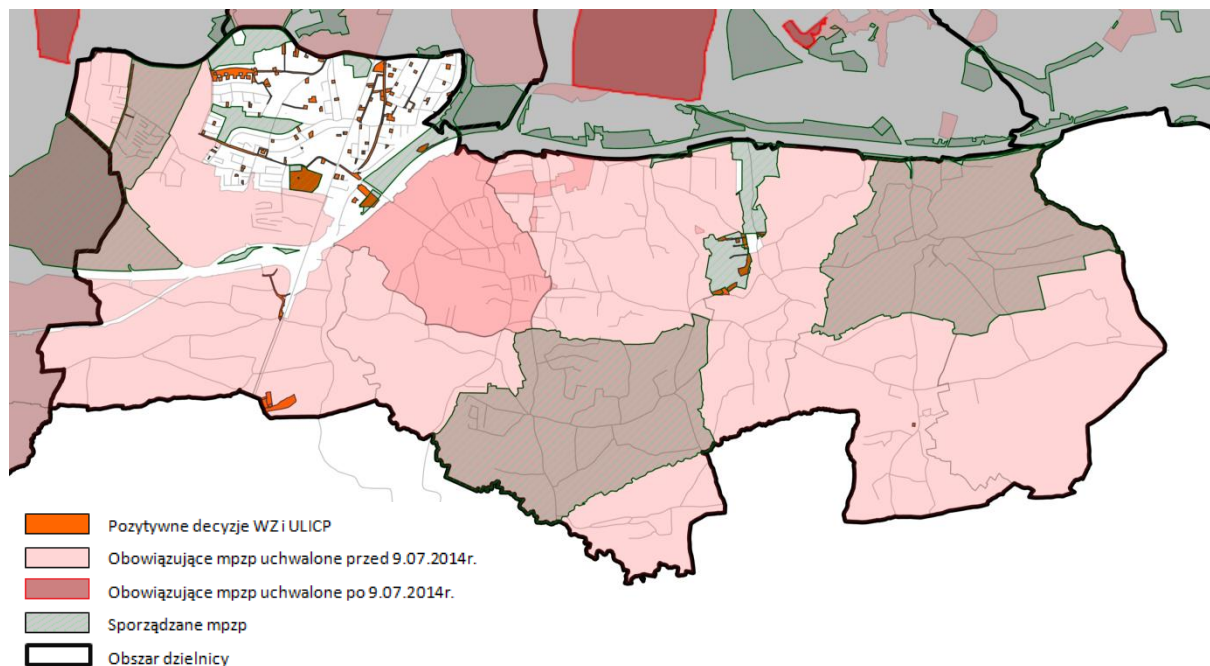 Pozytywne decyzje WZ i ULICP
Obowiązujące mpzp uchwalone przed 9.07.2014r.
Obowiązujące mpzp uchwalone po 9.07.2014r.
Sporządzane mpzp
Obszar dzielnicy